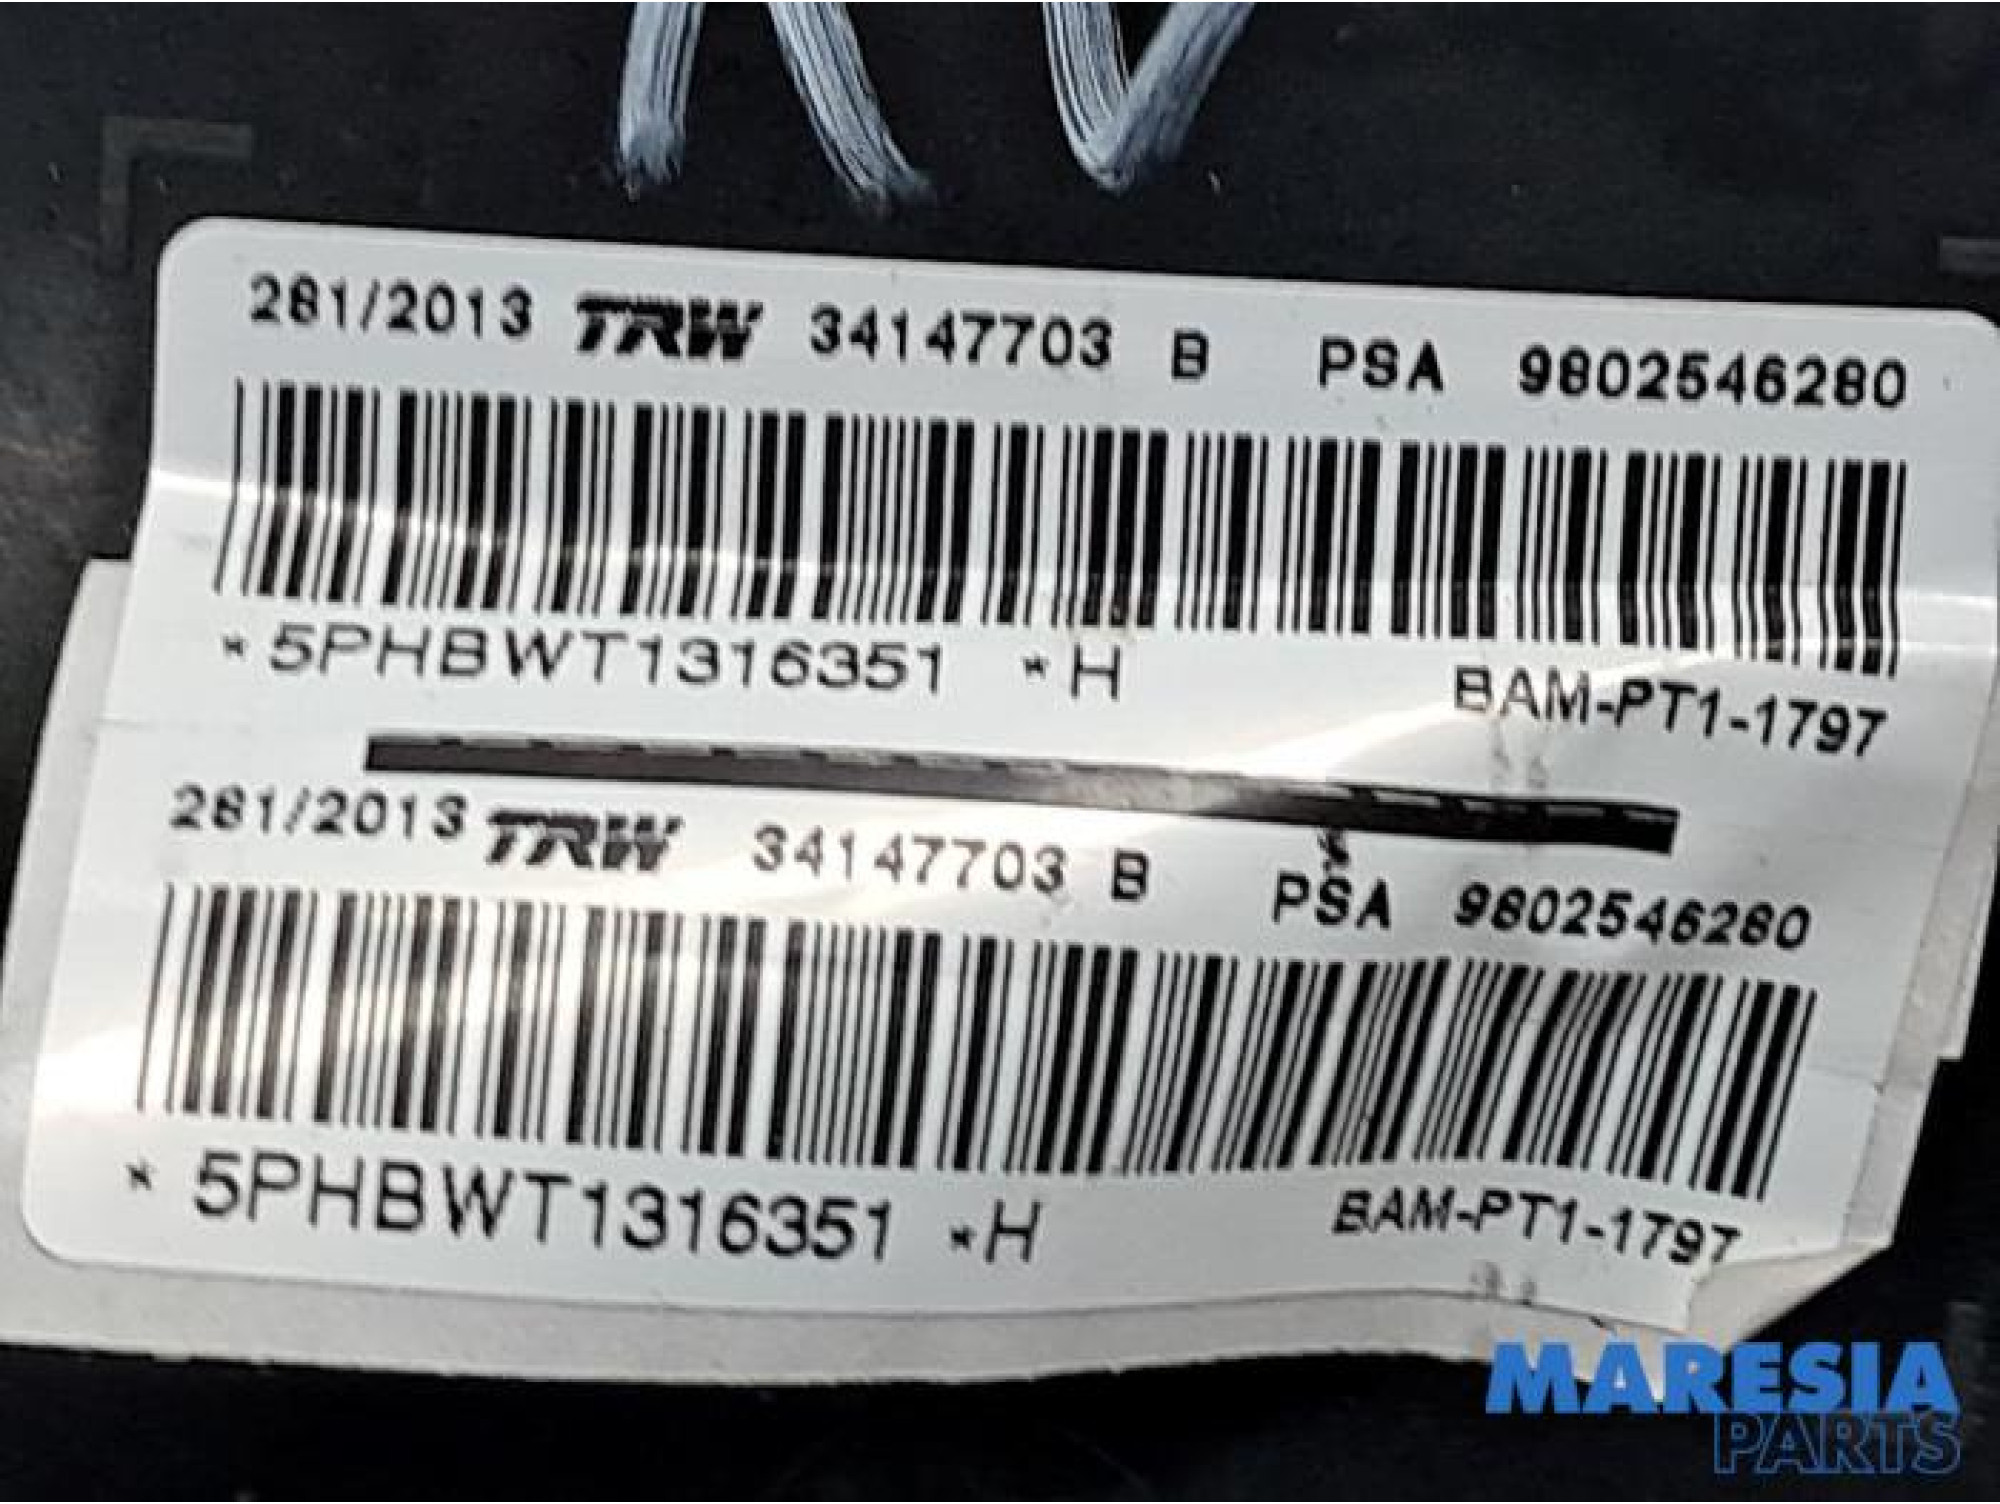 281/2013 TRW 34147703 B PSA 9802546280
*5PHBWT1316351 *H
BAM-PT1-1797
281/2013 TRW 34147703 B PSA 9802546280
* 5PHBWT1316351 *H
BAM-PT1-1797
MARESIA
PARTS